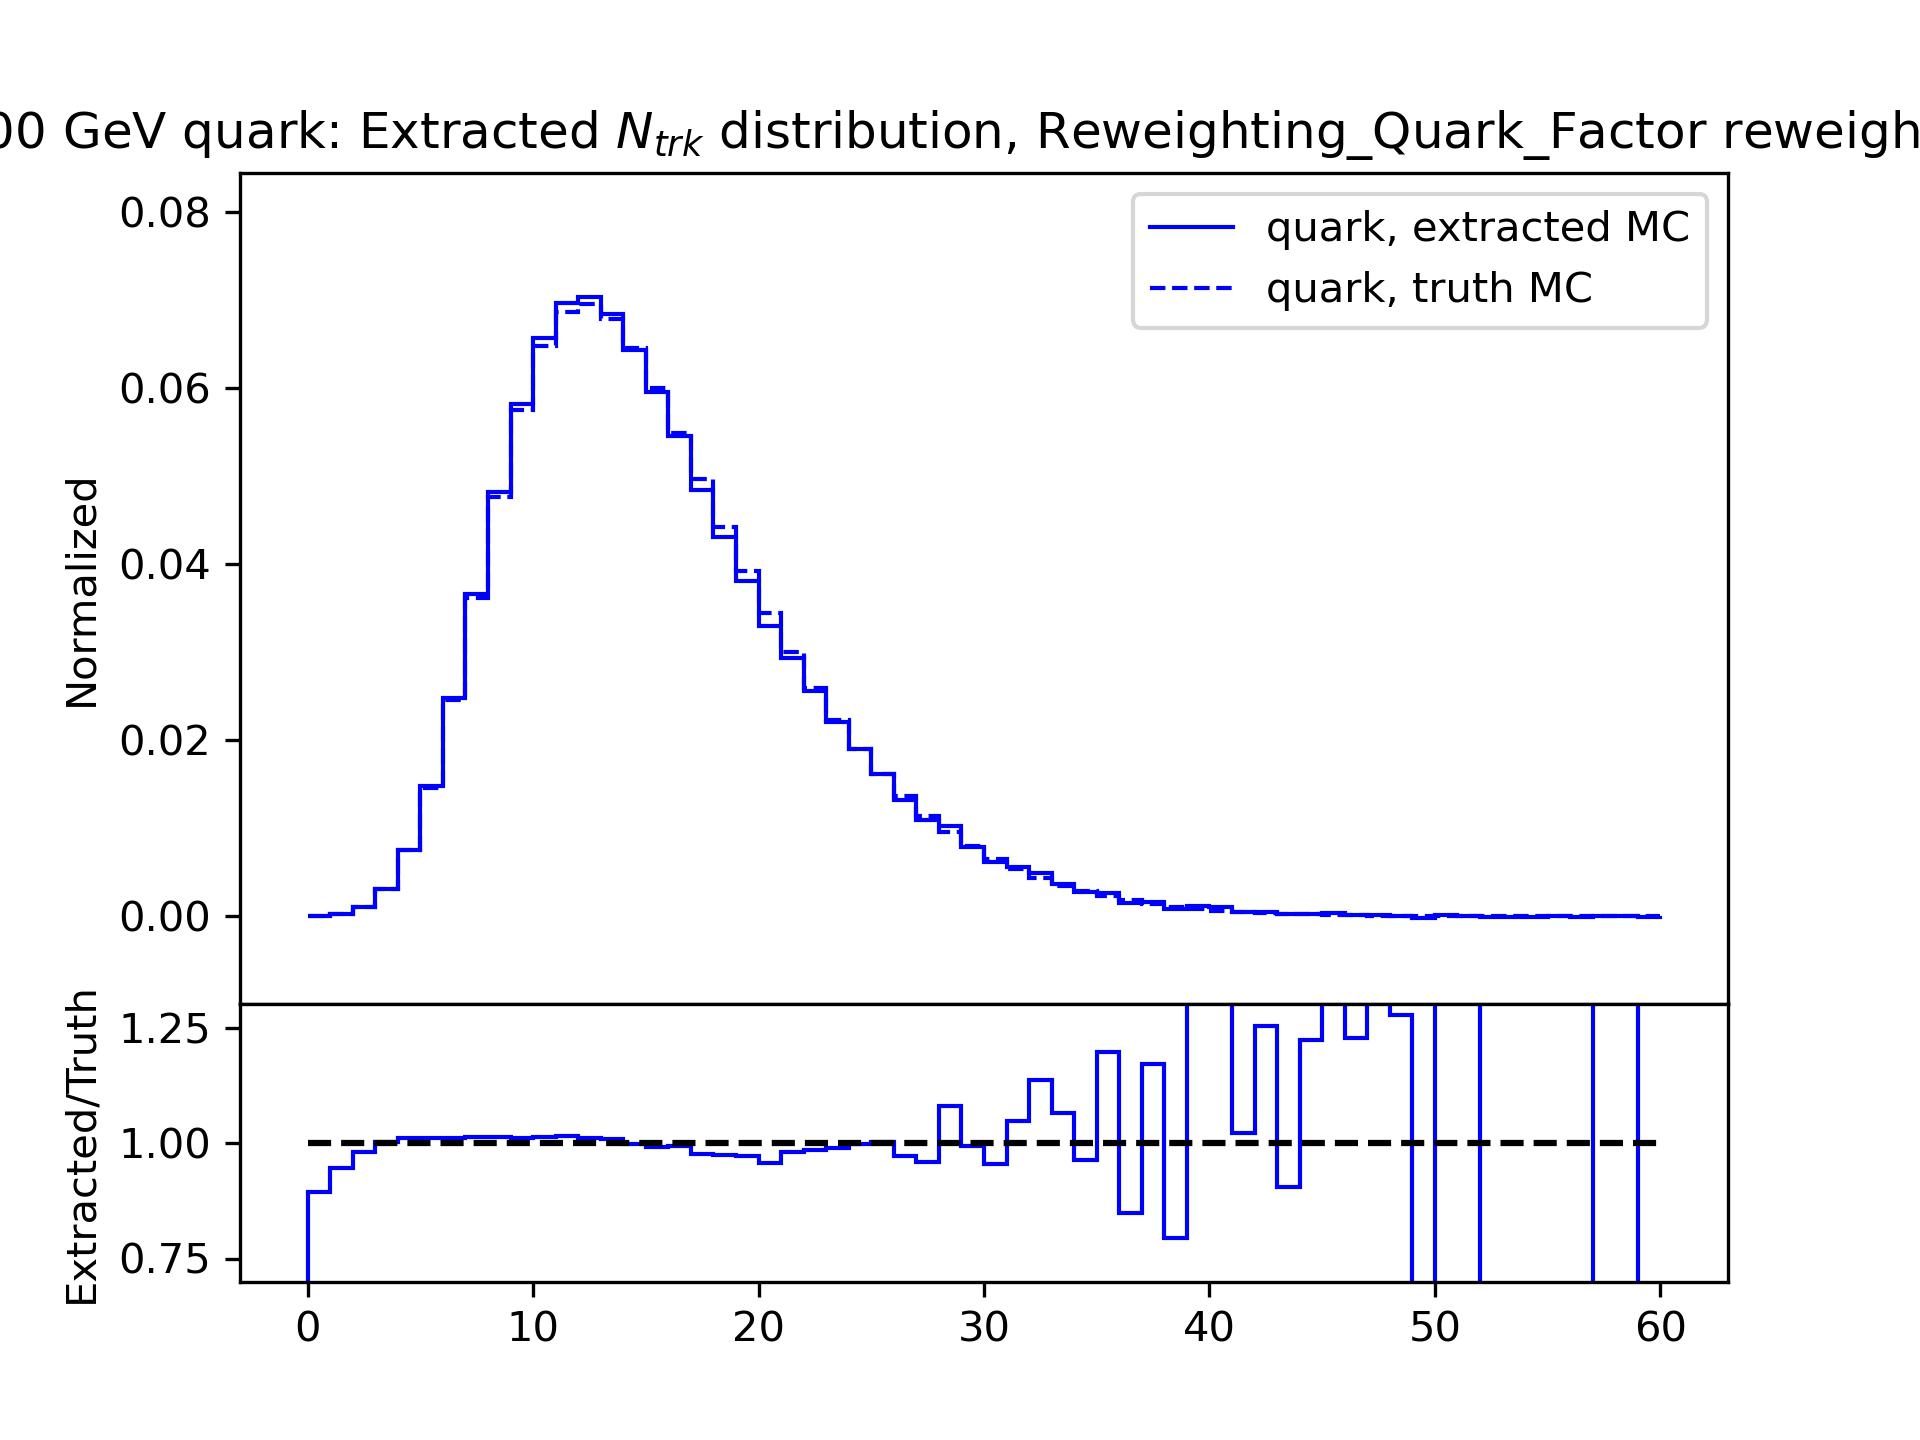 00 GeV quark: Extracted N_trk distribution, Reweighting_Quark_Factor reweigh
quark, extracted MC
quark, truth MC
Normalized
0.08
0.06
0.04
0.02
0.00
Extracted/Truth
1.25
1.00
0.75
0 10 20 30 40 50 60